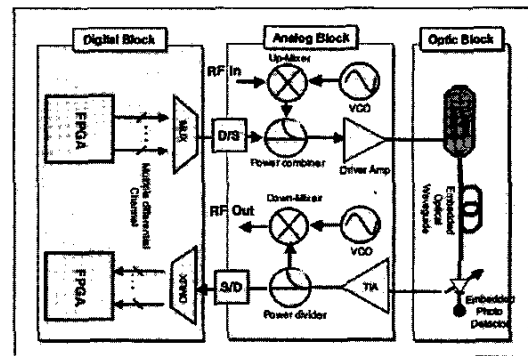 Digital Block
Analog Block
Optic Block
Up-Mixer
RF In
VCO
FPGA
MUX
D/S
Power combiner
Driver Amp
Multiple differential
Channel
Embedded
Optical
Waveguide
Down-Mixer
RF Out
VCO
FPGA
S/D
Power divider
TIA
Embedded
Photo
Detector